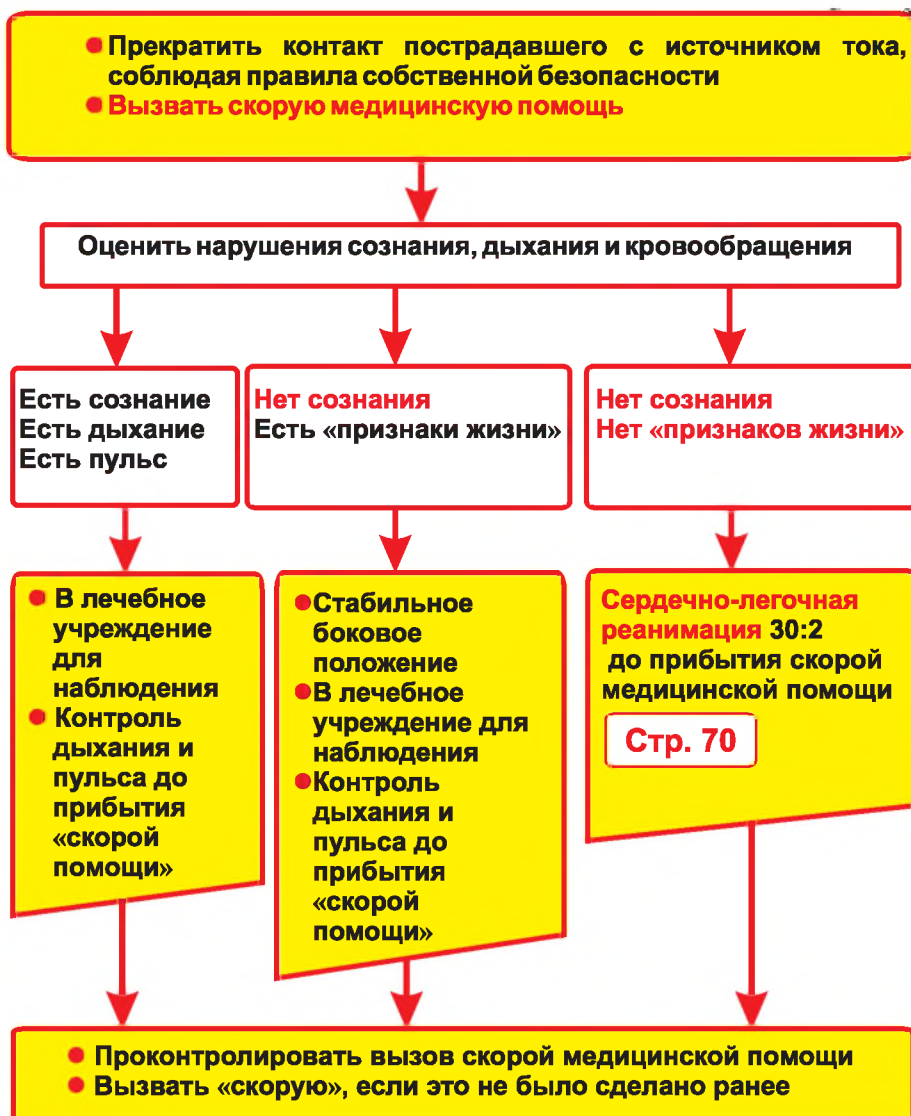 ● Прекратить контакт пострадавшего с источником тока,
соблюдая правила собственной безопасности
● Вызвать скорую медицинскую помощь
Оценить нарушения сознания, дыхания и кровообращения
Есть сознание
Есть дыхание
Есть пульс
Нет сознания
Есть «признаки жизни»
Нет сознания
Нет «признаков жизни»
● В лечебное
учреждение
для
наблюдения
● Контроль
дыхания и
пульса до
прибытия
«скорой
помощи»
● Стабильное
боковое
положение
● В лечебное
учреждение для
наблюдения
● Контроль
дыхания и
пульса до
прибытия
«скорой
помощи»
Сердечно-легочная
реанимация 30:2
до прибытия скорой
медицинской помощи
Стр. 70
● Проконтролировать вызов скорой медицинской помощи
● Вызвать «скорую», если это не было сделано ранее